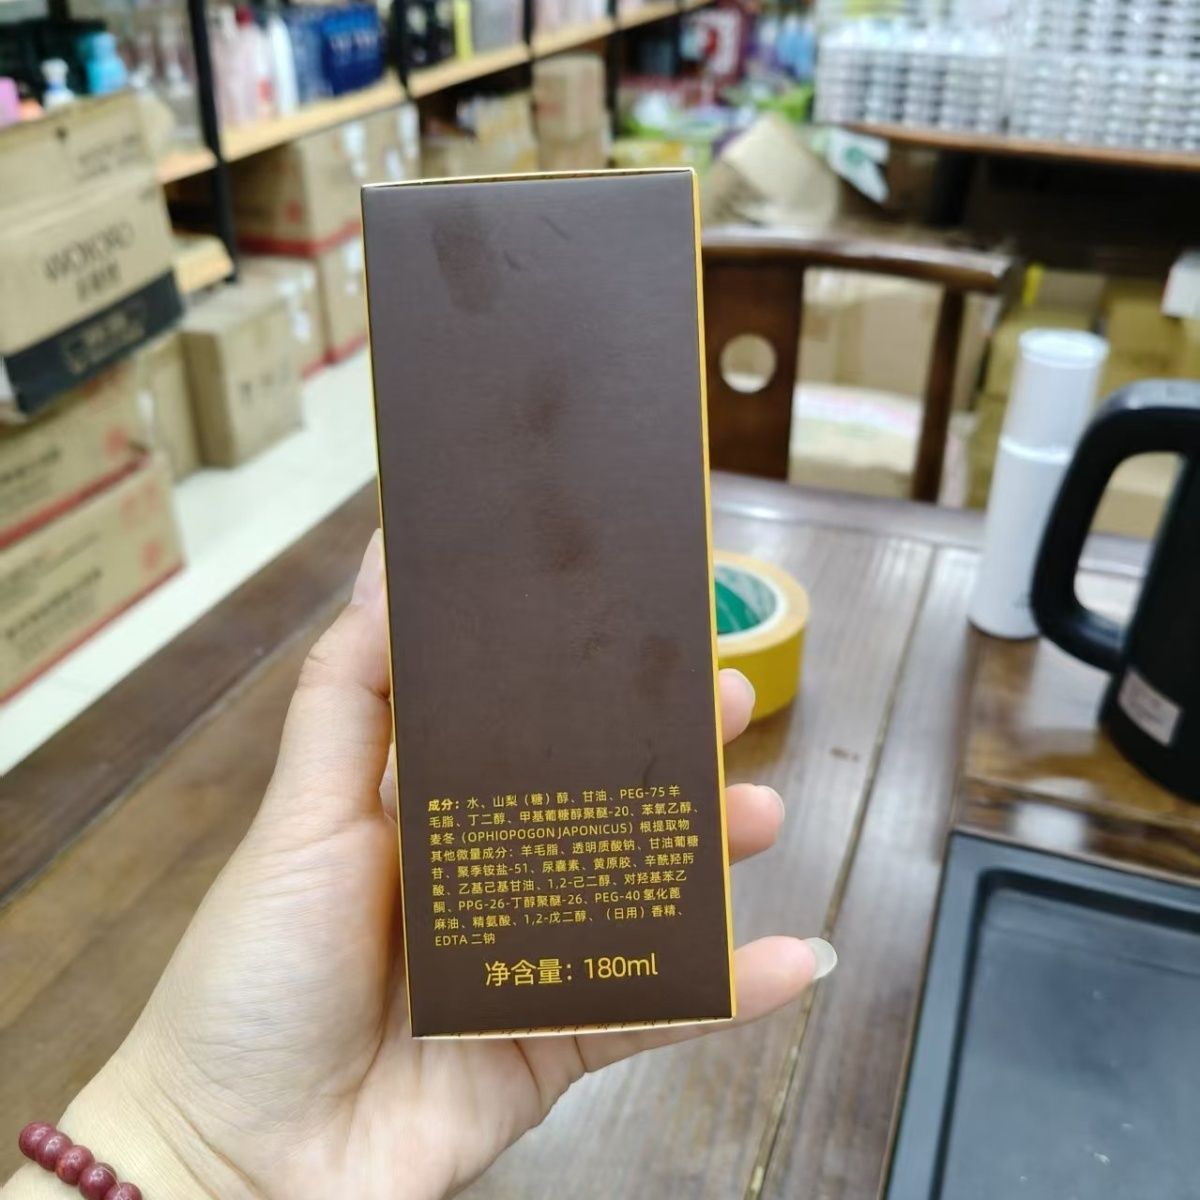 WOYOKO
成分：水、山梨（糖）醇、甘油、PEG-75 羊
毛脂、丁二醇、甲基葡糖醇聚醚-20、苯氧乙醇、
麦冬（OPHIOPOGON JAPONICUS）根提取物
其他微量成分：羊毛脂、透明质酸钠、甘油葡糖
苷、聚季铵盐-51、尿囊素、黄原胶、辛酰羟肟
酸、乙基己基甘油、1,2-己二醇、对羟基苯乙
酮、PPG-26-丁醇聚醚-26、PEG-40 氢化蓖
麻油、精氨酸、1,2-戊二醇、（日用）香精、
EDTA 二钠
净含量：180ml